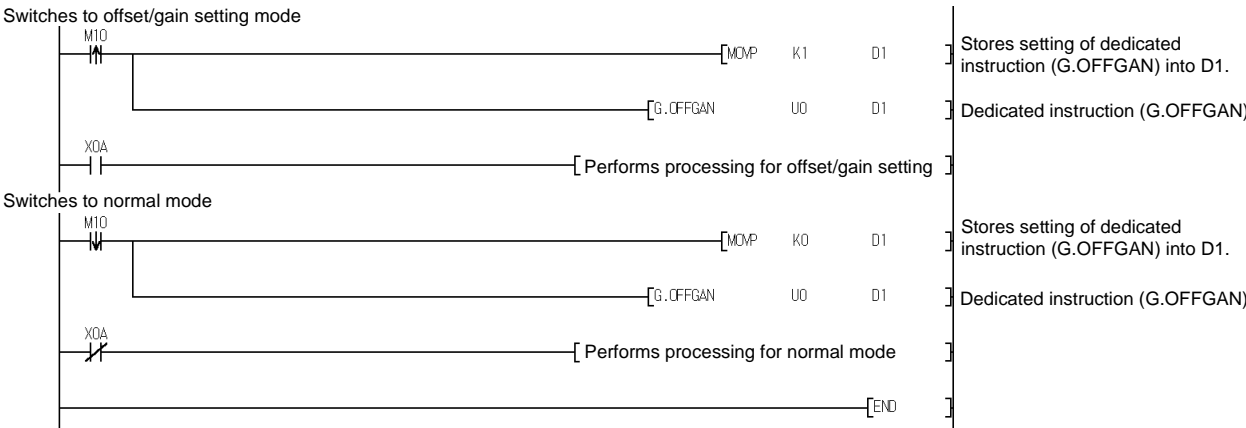 Switches to offset/gain setting mode
M10
MOVP K1 D1
Stores setting of dedicated
instruction (G.OFFGAN) into D1.
G.OFFGAN U0 D1
Dedicated instruction (G.OFFGAN)
X0A
Performs processing for offset/gain setting
Switches to normal mode
M10
MOVP K0 D1
Stores setting of dedicated
instruction (G.OFFGAN) into D1.
G.OFFGAN U0 D1
Dedicated instruction (G.OFFGAN)
X0A
Performs processing for normal mode
END